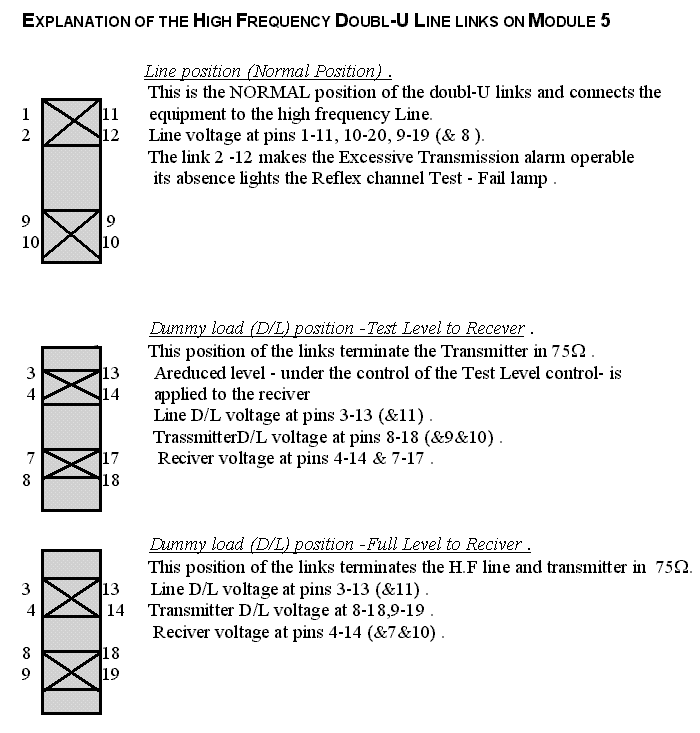 EXPLANATION OF THE HIGH FREQUENCY DOUBL-U LINE LINKS ON MODULE 5
Line position (Normal Position) .
This is the NORMAL position of the doubl-U links and connects the
1 11 equipment to the high frequency Line.
2 12 Line voltage at pins 1-11, 10-20, 9-19 (& 8 ).
The link 2 -12 makes the Excessive Transmission alarm operable
its absence lights the Reflex channel Test - Fail lamp .
9 9
10 10
Dummy load (D/L) position -Test Level to Recever .
This position of the links terminate the Transmitter in 75Ω .
3 13 Areduced level - under the control of the Test Level control- is
4 14 applied to the reciver
Line D/L voltage at pins 3-13 (&11) .
TrassmitterD/L voltage at pins 8-18 (&9&10) .
7 17 Reciver voltage at pins 4-14 & 7-17 .
8 18
Dummy load (D/L) position -Full Level to Reciver .
This position of the links terminates the H.F line and transmitter in 75Ω.
3 13 Line D/L voltage at pins 3-13 (&11) .
4 14 Transmitter D/L voltage at 8-18,9-19 .
Reciver voltage at pins 4-14 (&7&10) .
8 18
9 19